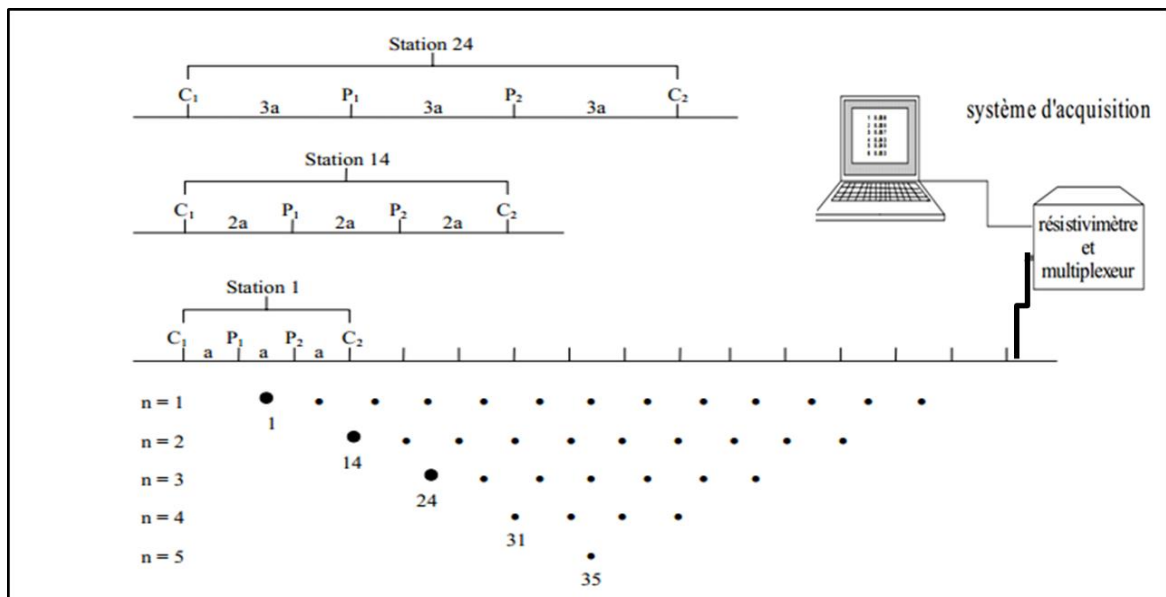 Station 24
C₁ P₁ P₂ C₂
3a 3a 3a
système d'acquisition
Station 14
C₁ P₁ P₂ C₂
2a 2a 2a
résistivimètre
et
multiplexeur
Station 1
C₁ P₁ P₂ C₂
a a a
n = 1
1
n = 2
14
n = 3
24
n = 4
31
n = 5
35